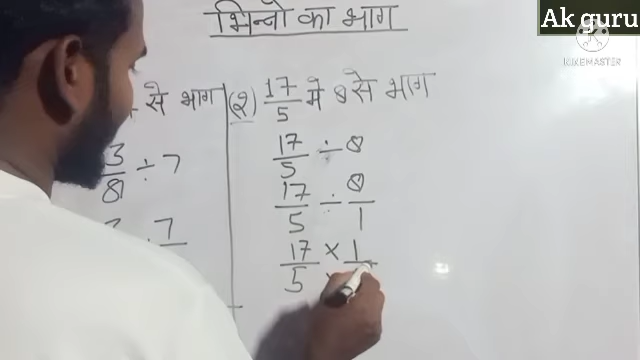 Ak guru
KINEMASTER
भिन्नो का भाग
से भाग
(२) 17/5 मे 8 से भाग
3/8 ÷ 7
17/5 ÷ 8
17/5 ÷ 8/1
7
17/5 × 1